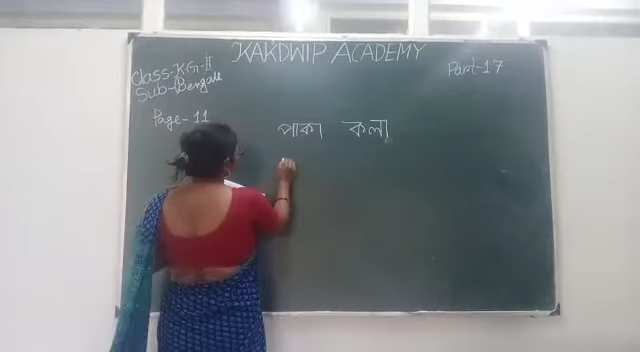 KAKDWIP ACADEMY
Class-KG-II
Sub-Bengali
Part-17
Page-11
পাকা কলা